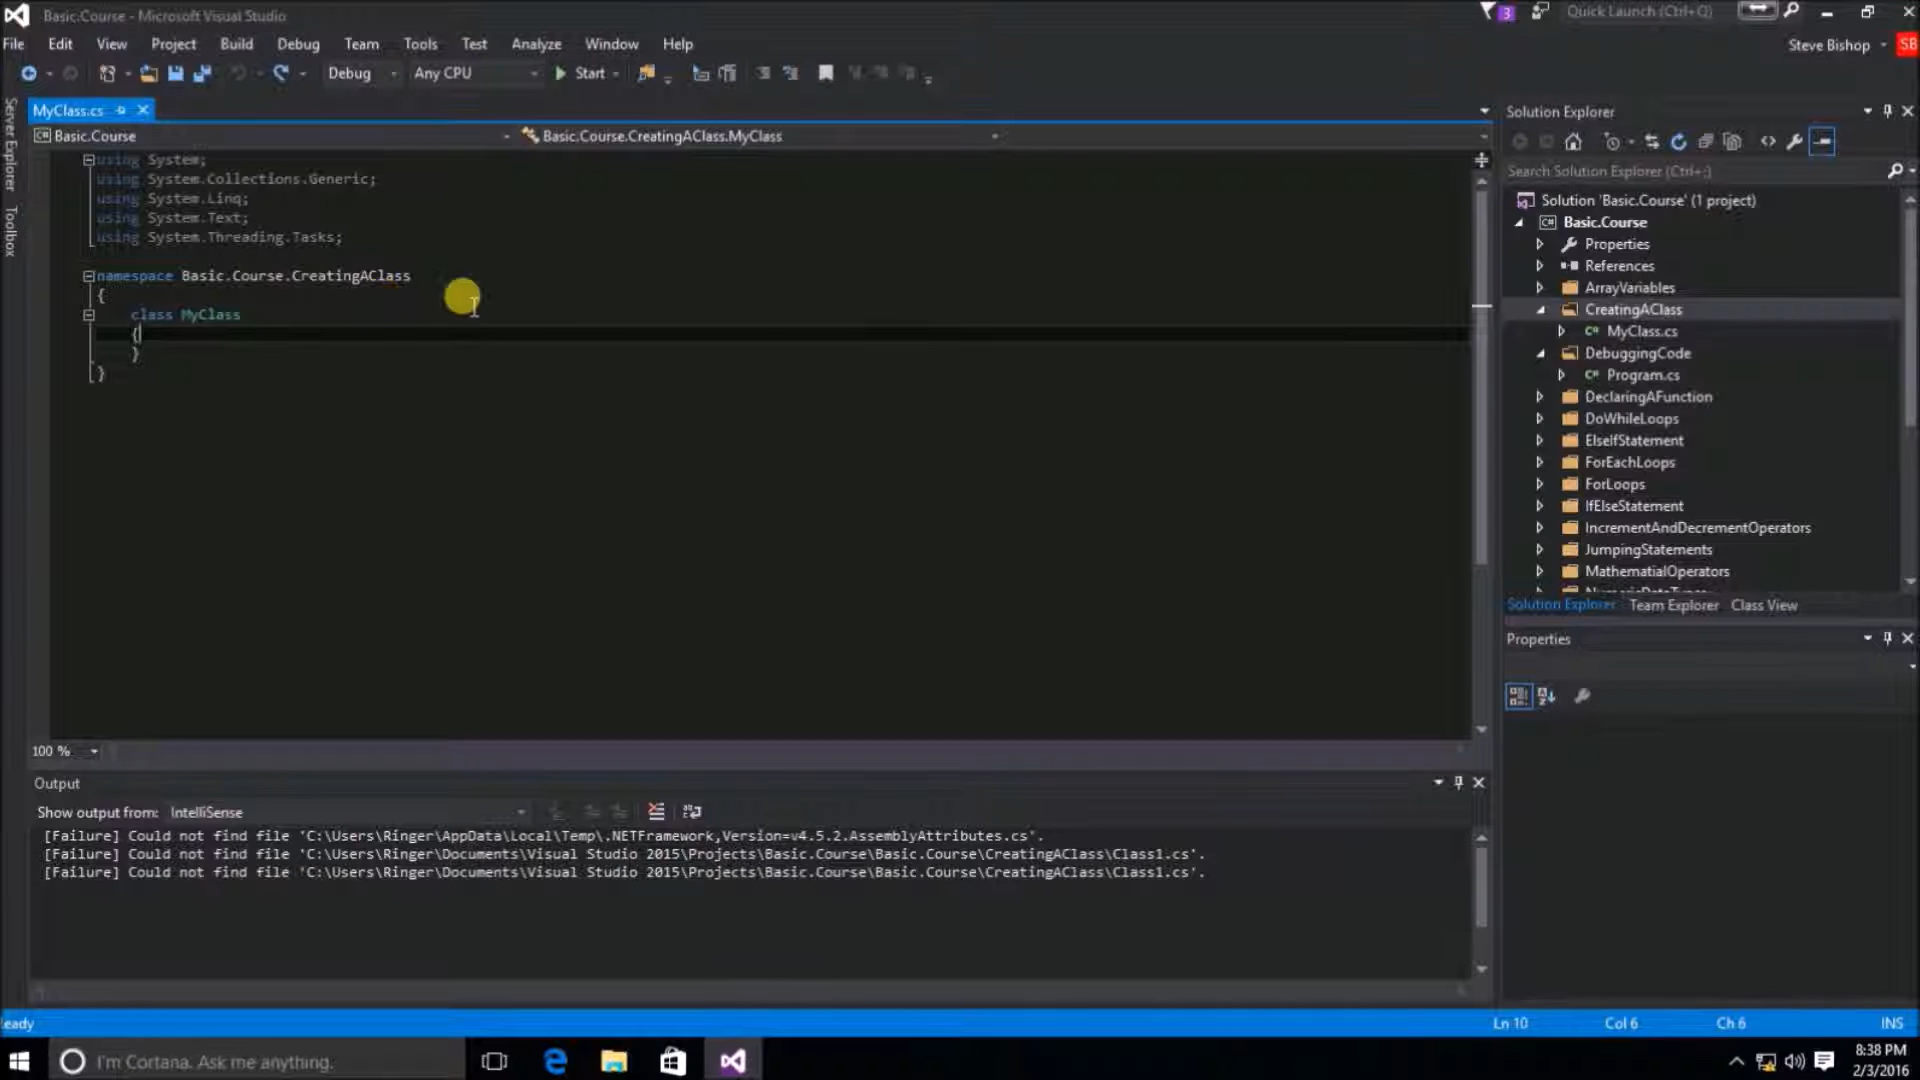 Basic.Course - Microsoft Visual Studio
3
Quick Launch (Ctrl+Q)
File Edit View Project Build Debug Team Tools Test Analyze Window Help
Steve Bishop
SB
Debug
Any CPU
Start
Server Explorer
Toolbox
MyClass.cs
Basic.Course
Basic.Course.CreatingAClass.MyClass
using System;
using System.Collections.Generic;
using System.Linq;
using System.Text;
using System.Threading.Tasks;
namespace Basic.Course.CreatingAClass
{
class MyClass
{
}
}
100 %
Output
Show output from: IntelliSense
[Failure] Could not find file 'C:\Users\Ringer\AppData\Local\Temp\.NETFramework,Version=v4.5.2.AssemblyAttributes.cs'.
[Failure] Could not find file 'C:\Users\Ringer\Documents\Visual Studio 2015\Projects\Basic.Course\Basic.Course\CreatingAClass\Class1.cs'.
[Failure] Could not find file 'C:\Users\Ringer\Documents\Visual Studio 2015\Projects\Basic.Course\Basic.Course\CreatingAClass\Class1.cs'.
Solution Explorer
Search Solution Explorer (Ctrl+;)
Solution 'Basic.Course' (1 project)
Basic.Course
Properties
References
ArrayVariables
CreatingAClass
C# MyClass.cs
DebuggingCode
C# Program.cs
DeclaringAFunction
DoWhileLoops
ElseIfStatement
ForEachLoops
ForLoops
IfElseStatement
IncrementAndDecrementOperators
JumpingStatements
MathematialOperators
Solution Explorer Team Explorer Class View
Properties
eady
Ln 10
Col 6
Ch 6
INS
I'm Cortana. Ask me anything.
8:38 PM
2/3/2016